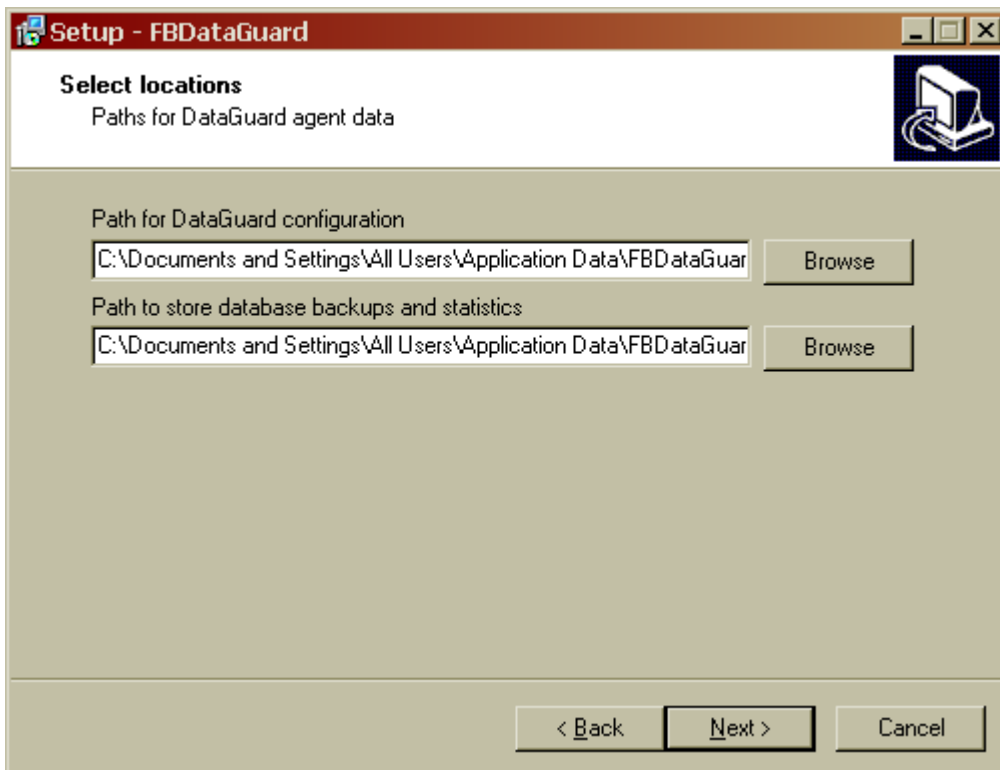 Setup - FBDataGuard
Select locations
Paths for DataGuard agent data
Path for DataGuard configuration
C:\Documents and Settings\All Users\Application Data\FBDataGuar
Browse
Path to store database backups and statistics
C:\Documents and Settings\All Users\Application Data\FBDataGuar
Browse
< Back
Next >
Cancel